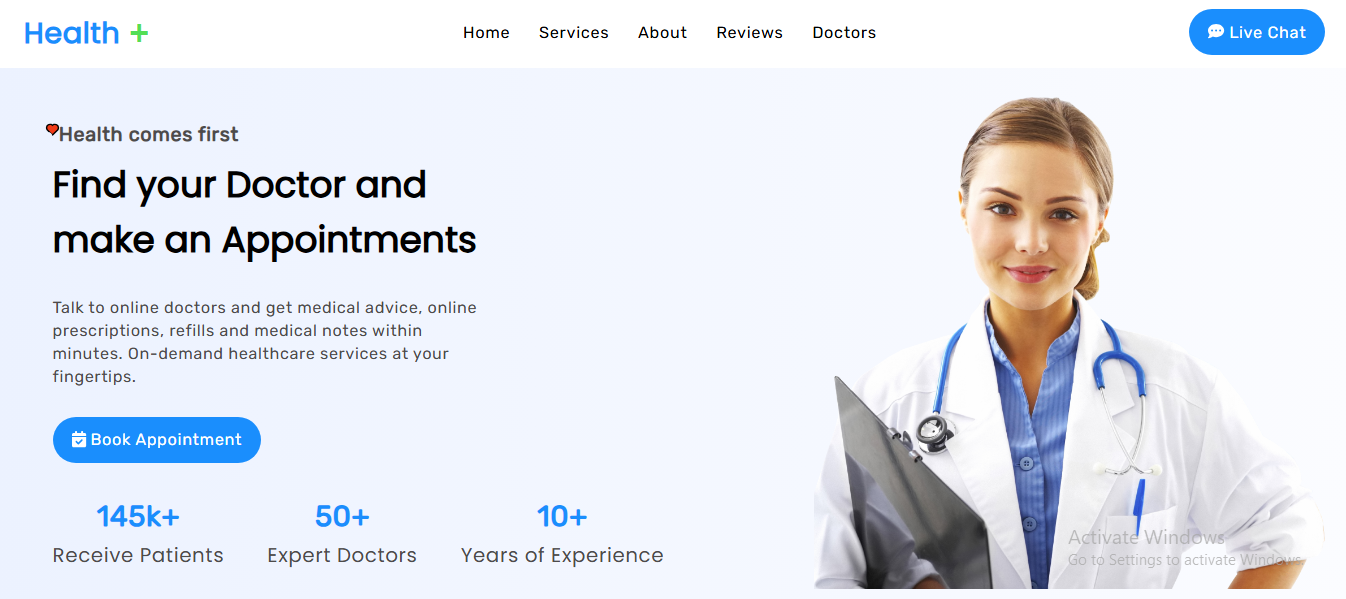 Health +
Home Services About Reviews Doctors
Live Chat
Health comes first
Find your Doctor and
make an Appointments
Talk to online doctors and get medical advice, online
prescriptions, refills and medical notes within
minutes. On-demand healthcare services at your
fingertips.
Book Appointment
145k+ 50+ 10+
Receive Patients Expert Doctors Years of Experience
Activate Windows
Go to Settings to activate Windows.